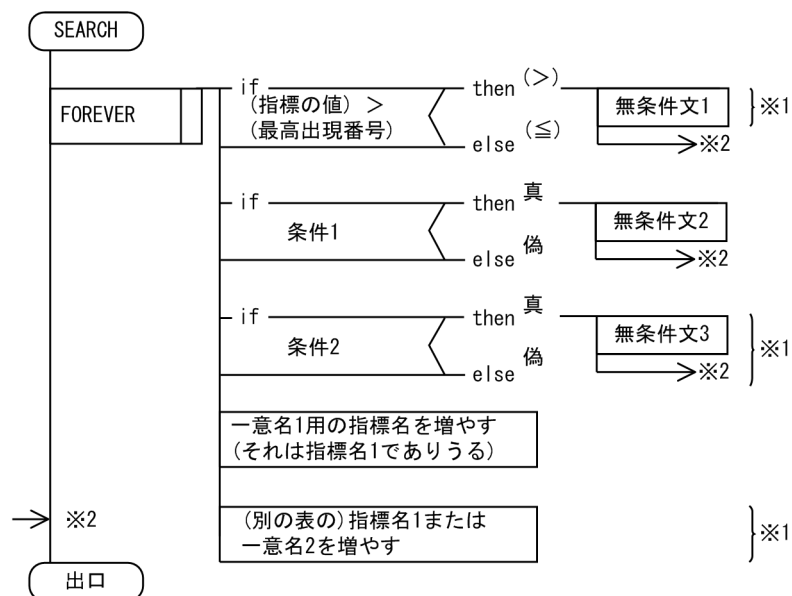 SEARCH
FOREVER
if
(指標の値) >
(最高出現番号)
then (>)
else (≦)
無条件文1
※1
※2
if
条件1
then 真
else 偽
無条件文2
※2
if
条件2
then 真
else 偽
無条件文3
※1
※2
一意名1用の指標名を増やす
(それは指標名1でありうる)
※2
(別の表の)指標名1または
一意名2を増やす
※1
出口